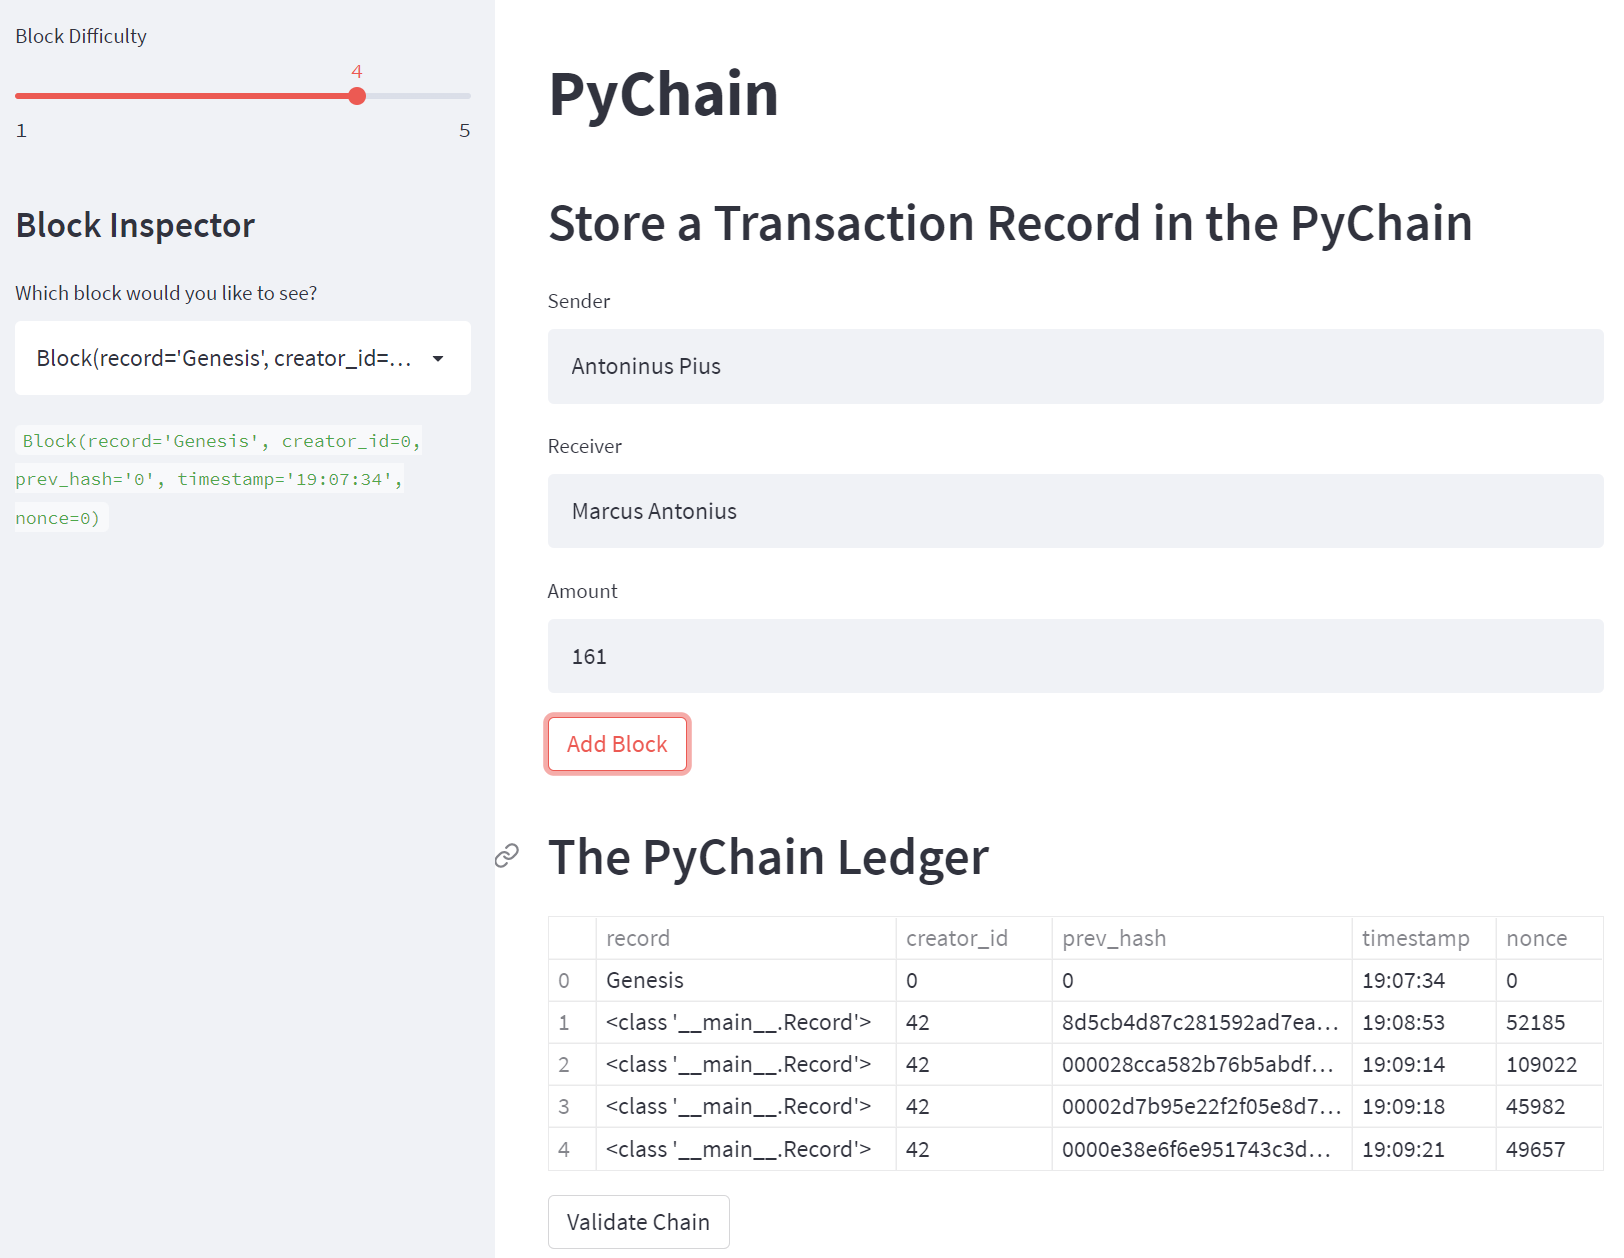 Block Difficulty
4
1 5
Block Inspector
Which block would you like to see?
Block(record='Genesis', creator_id=...
Block(record='Genesis', creator_id=0,
prev_hash='0', timestamp='19:07:34',
nonce=0)
PyChain
Store a Transaction Record in the PyChain
Sender
Antoninus Pius
Receiver
Marcus Antonius
Amount
161
Add Block
The PyChain Ledger
record creator_id prev_hash timestamp nonce
0 Genesis 0 0 19:07:34 0
1 <class '__main__.Record'> 42 8d5cb4d87c281592ad7ea... 19:08:53 52185
2 <class '__main__.Record'> 42 000028cca582b76b5abdf... 19:09:14 109022
3 <class '__main__.Record'> 42 00002d7b95e22f2f05e8d7... 19:09:18 45982
4 <class '__main__.Record'> 42 0000e38e6f6e951743c3d... 19:09:21 49657
Validate Chain